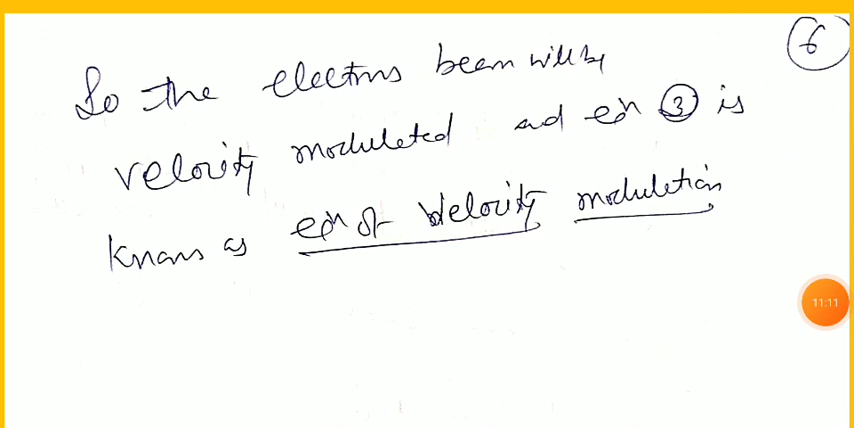 6
So the electrons beam will be
velocity modulated and eqn ③ is
known as eqn of velocity modulation
11:11